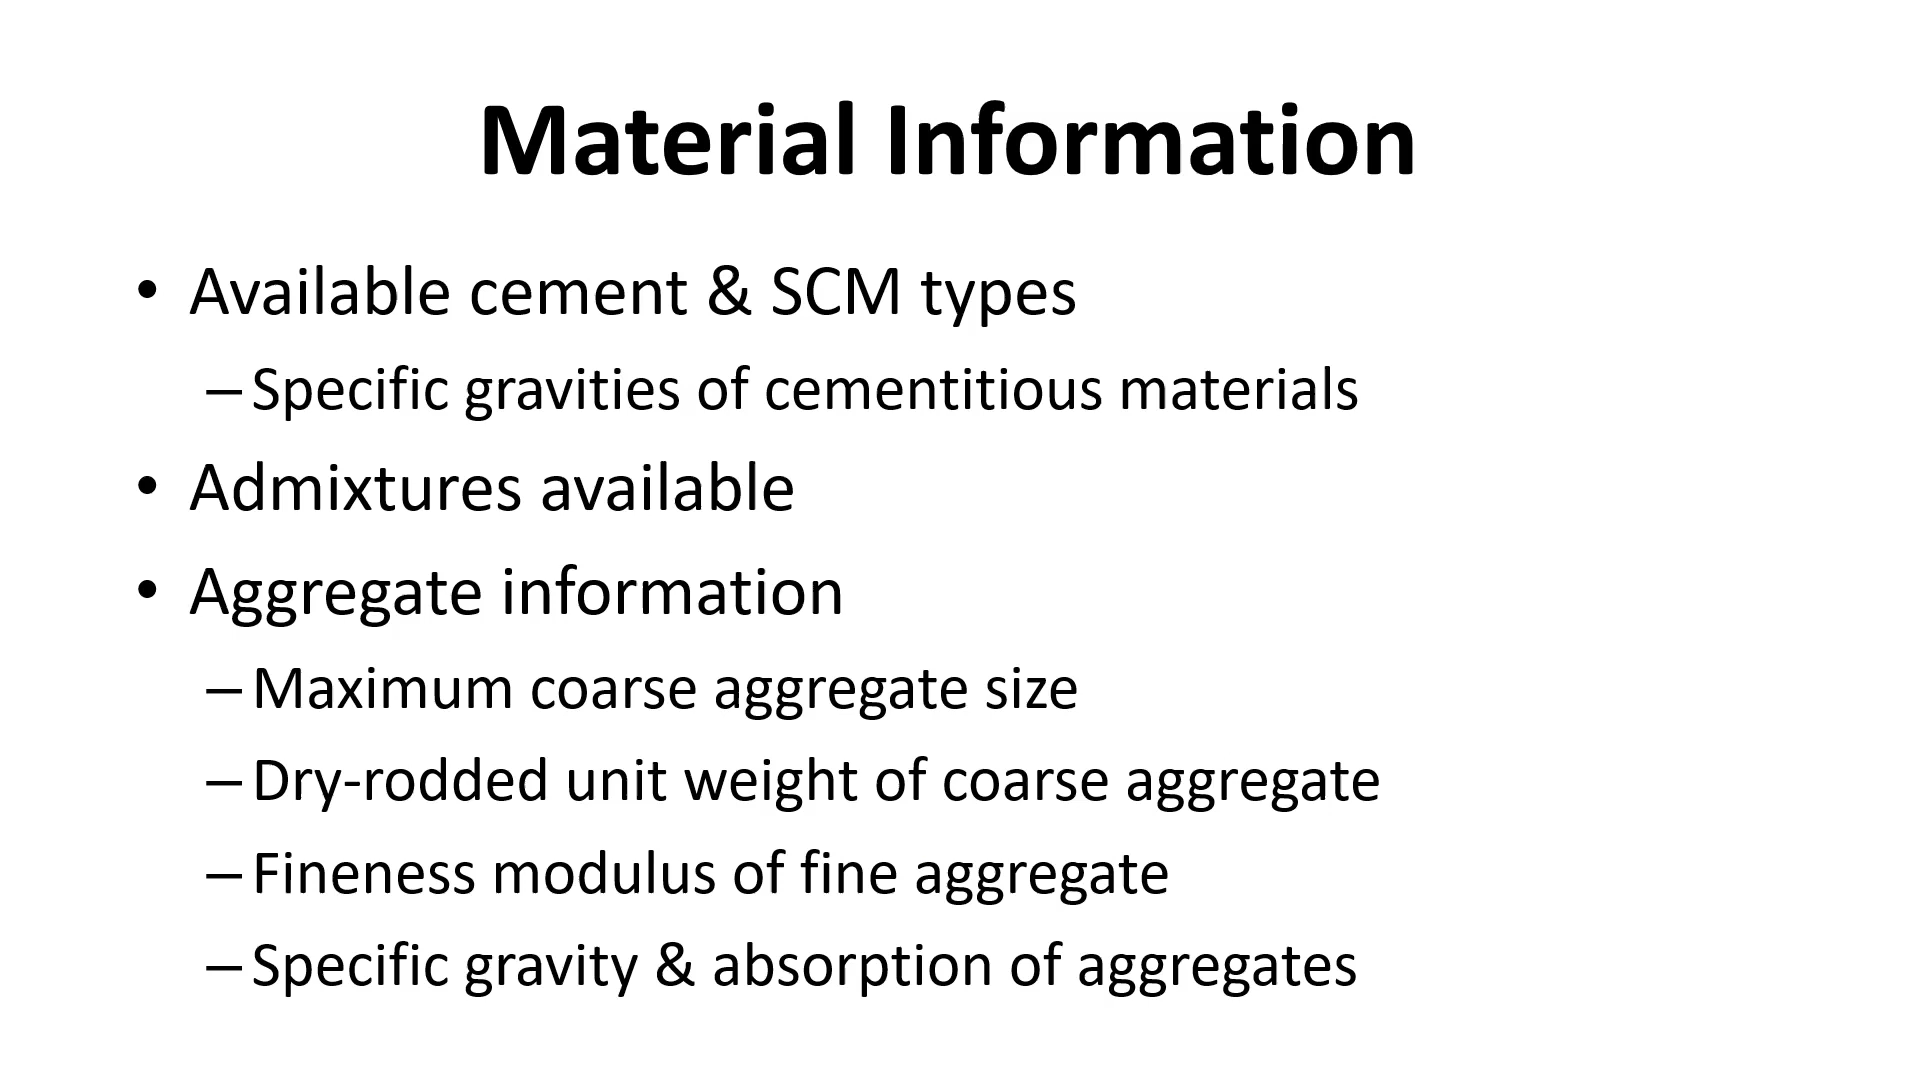 Material Information
• Available cement & SCM types
– Specific gravities of cementitious materials
• Admixtures available
• Aggregate information
– Maximum coarse aggregate size
– Dry-rodded unit weight of coarse aggregate
– Fineness modulus of fine aggregate
– Specific gravity & absorption of aggregates